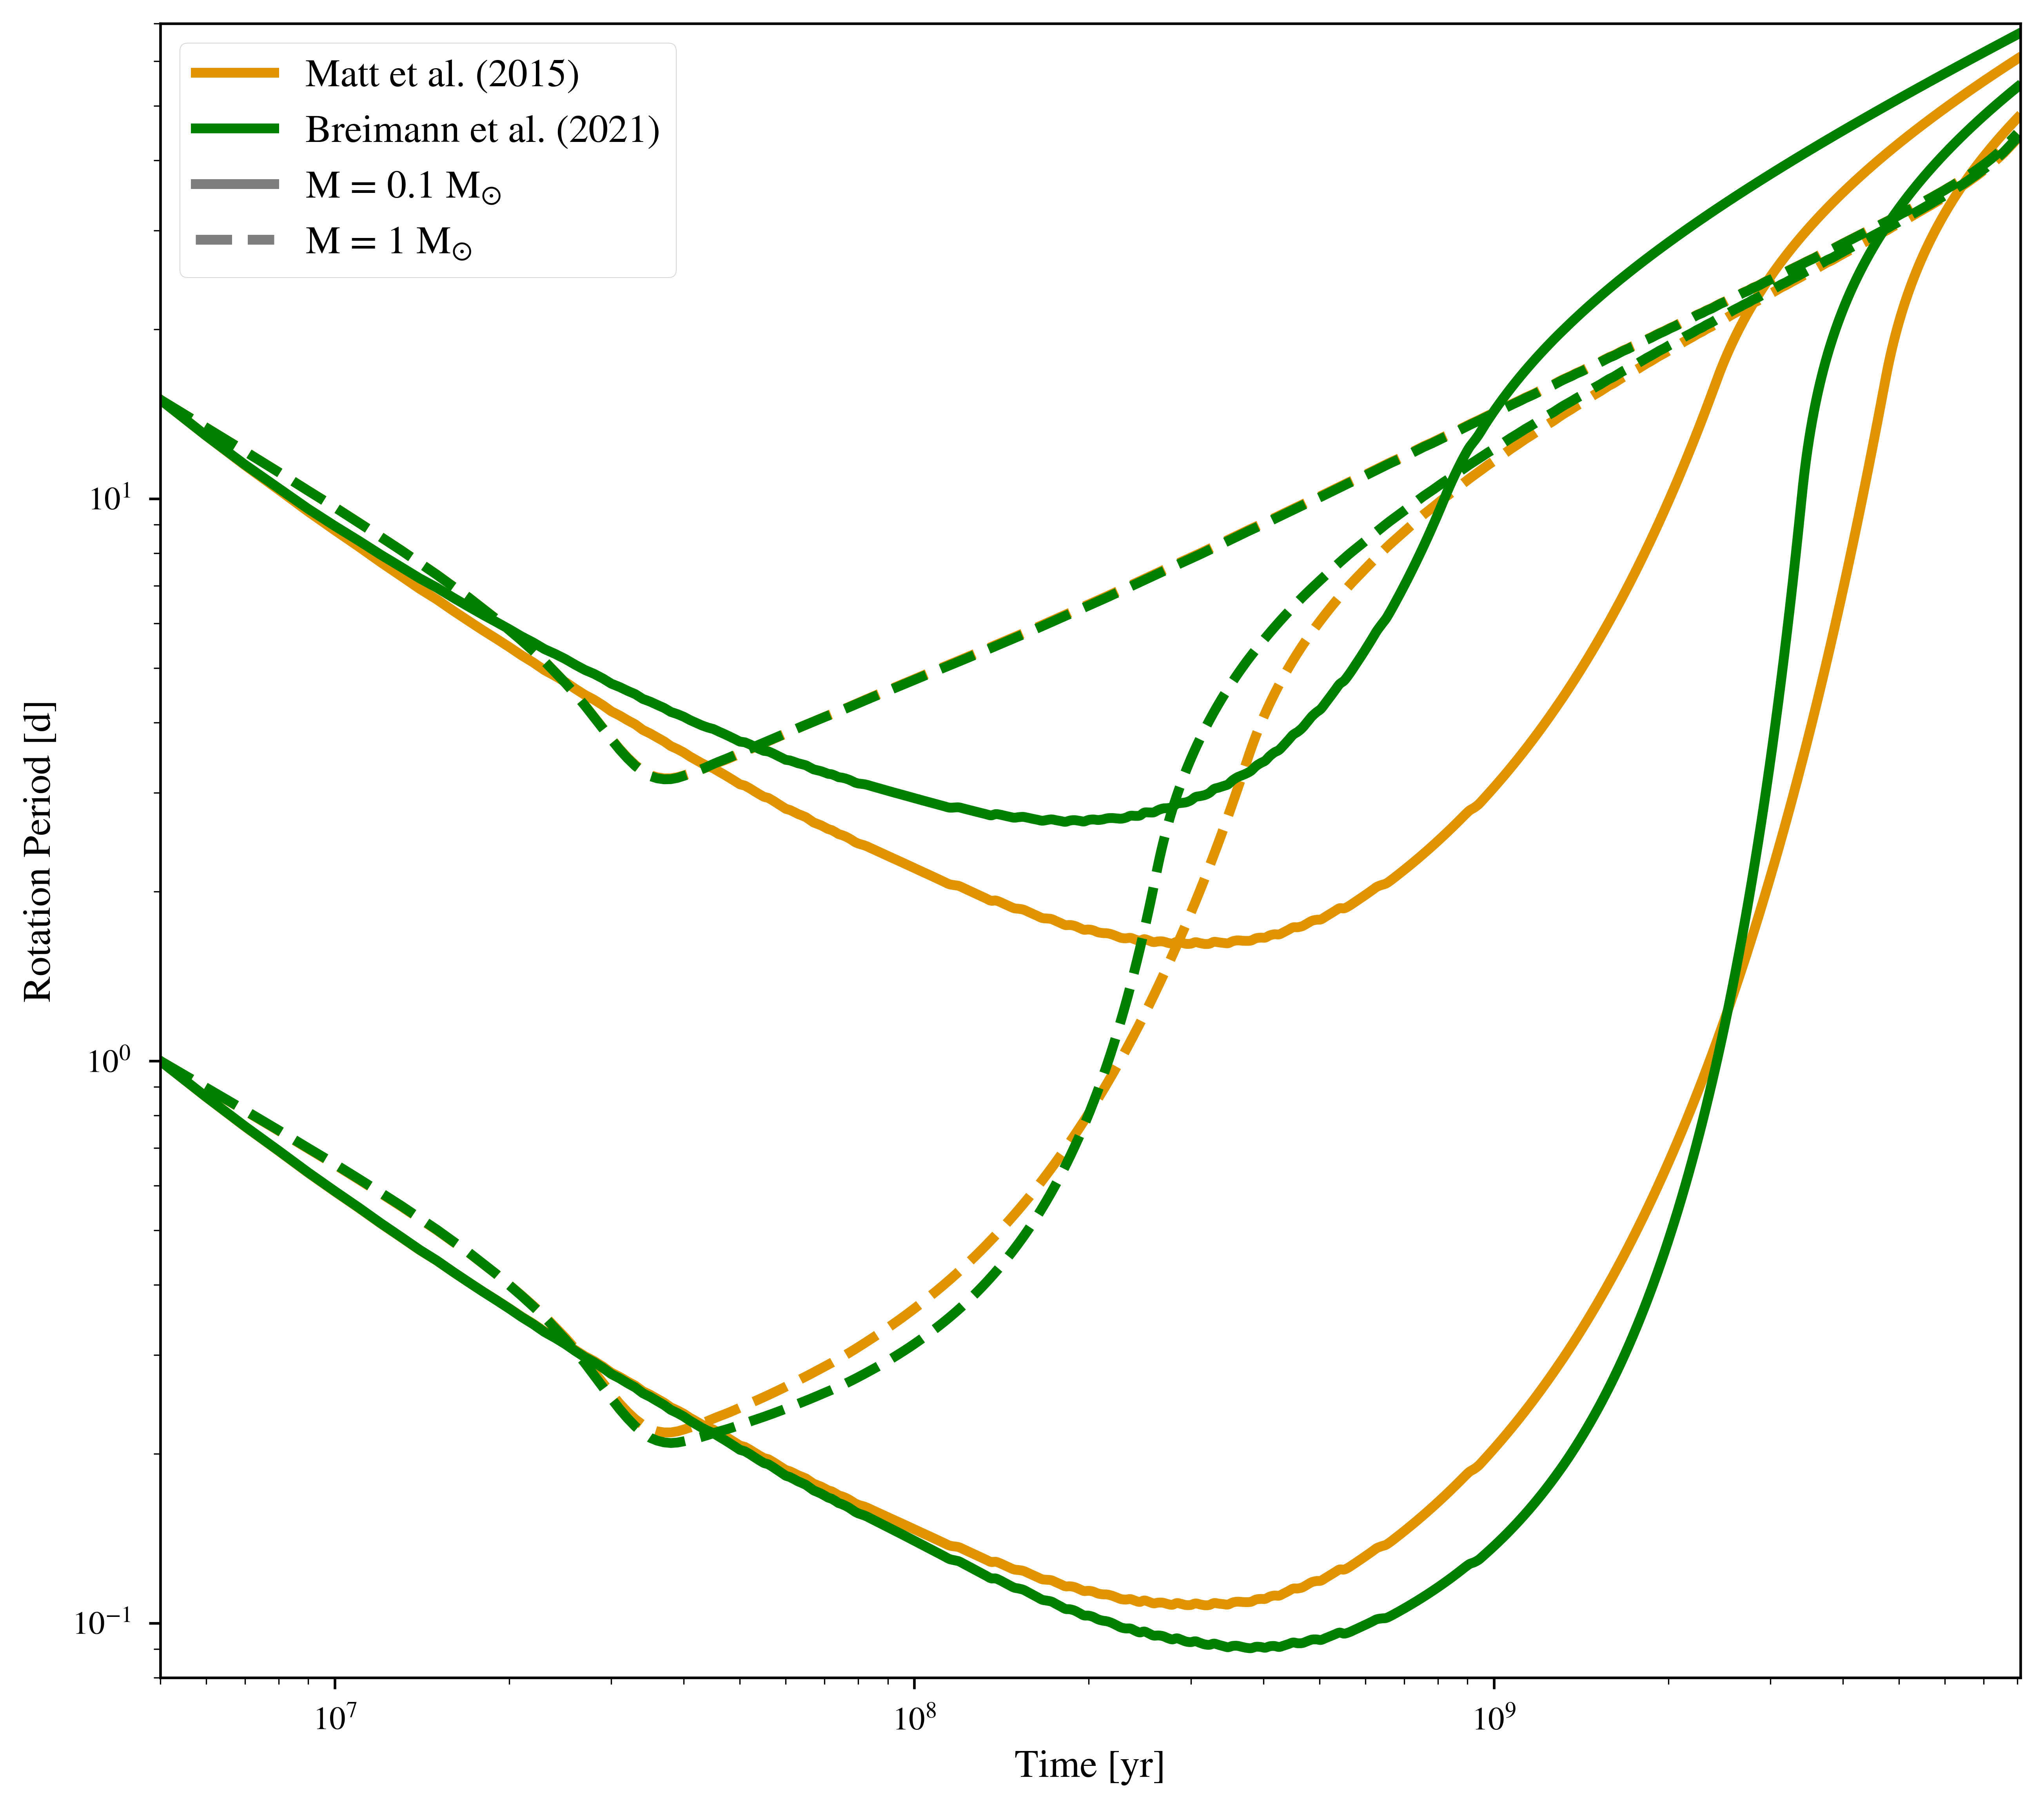 Matt et al. (2015)
Breimann et al. (2021)
M = 0.1 M☉
M = 1 M☉
10¹
10⁰
10⁻¹
Rotation Period [d]
10⁷ 10⁸ 10⁹
Time [yr]